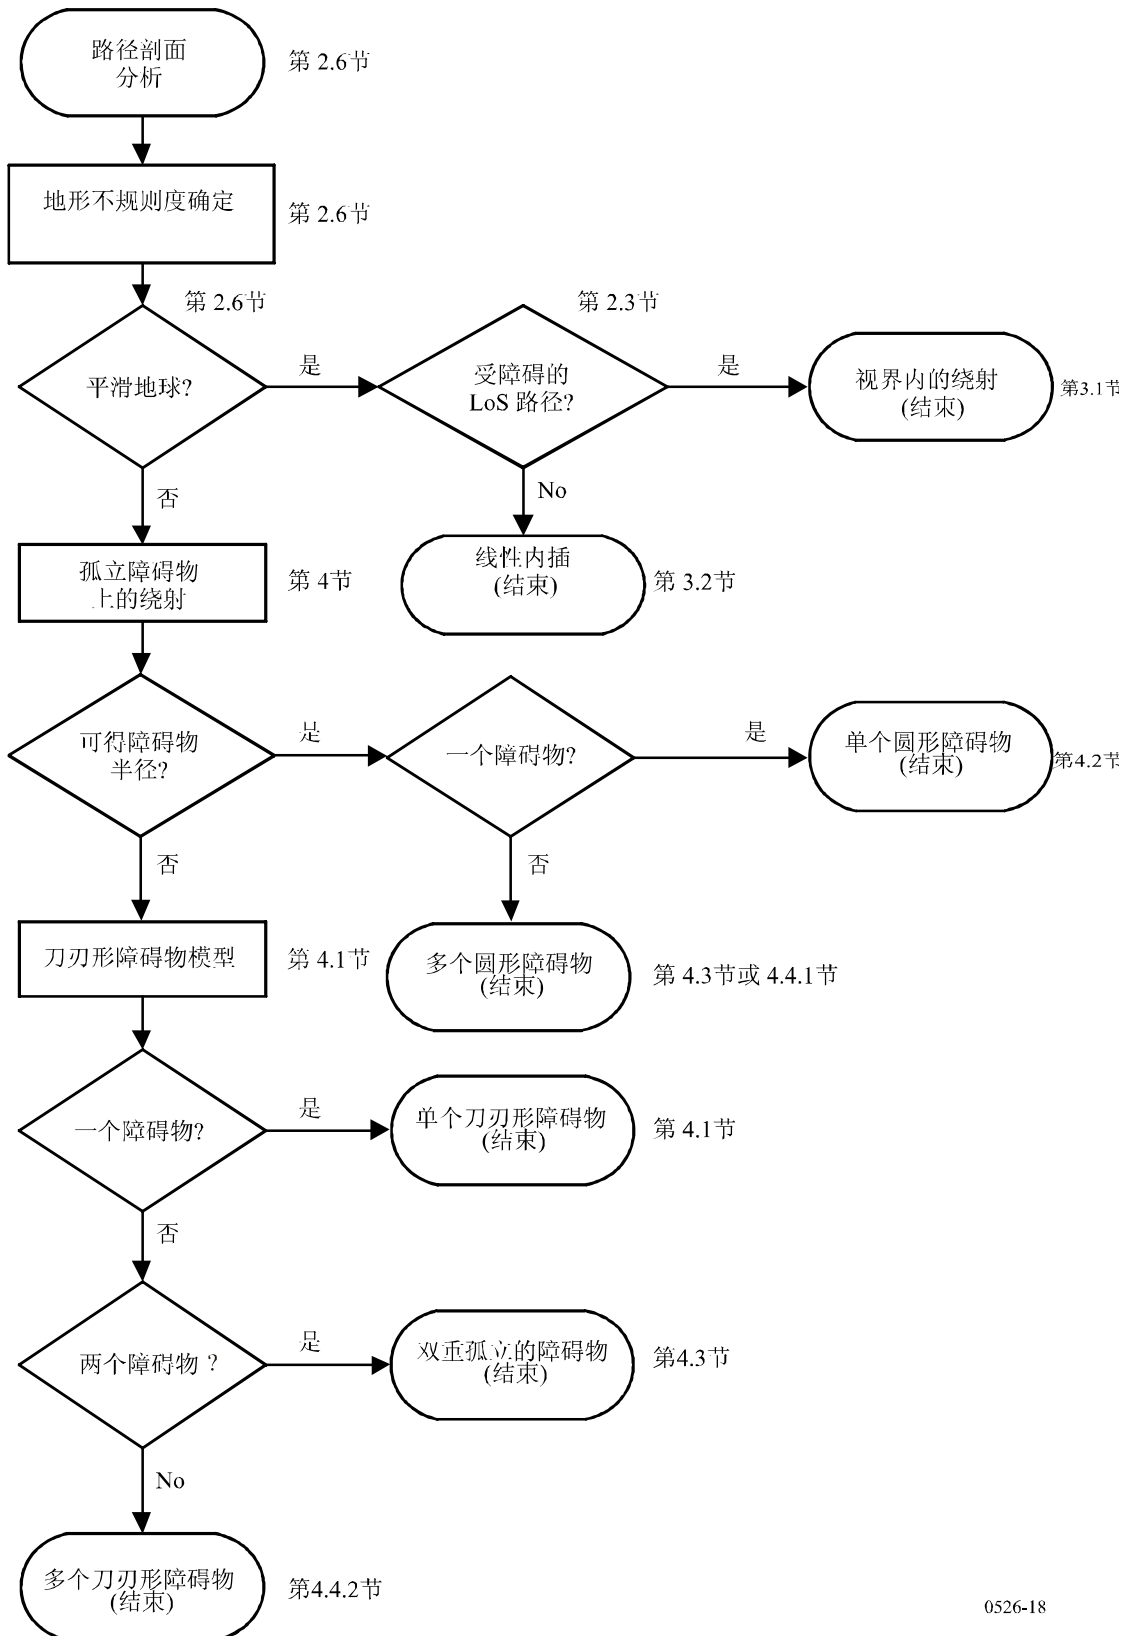 路径剖面
分析
第 2.6节
地形不规则度确定
第 2.6节
第 2.6节
第 2.3节
平滑地球?
是
受障碍的
LoS 路径?
是
视界内的绕射
(结束)
第3.1节
否
No
孤立障碍物
上的绕射
第 4节
线性内插
(结束)
第 3.2节
可得障碍物
半径?
是
一个障碍物?
是
单个圆形障碍物
(结束)
第4.2节
否
否
刀刃形障碍物模型
第 4.1节
多个圆形障碍物
(结束)
第 4.3节或 4.4.1节
一个障碍物?
是
单个刀刃形障碍物
(结束)
第 4.1节
否
两个障碍物 ?
是
双重孤立的障碍物
(结束)
第4.3节
No
多个刀刃形障碍物
(结束)
第4.4.2节
0526-18